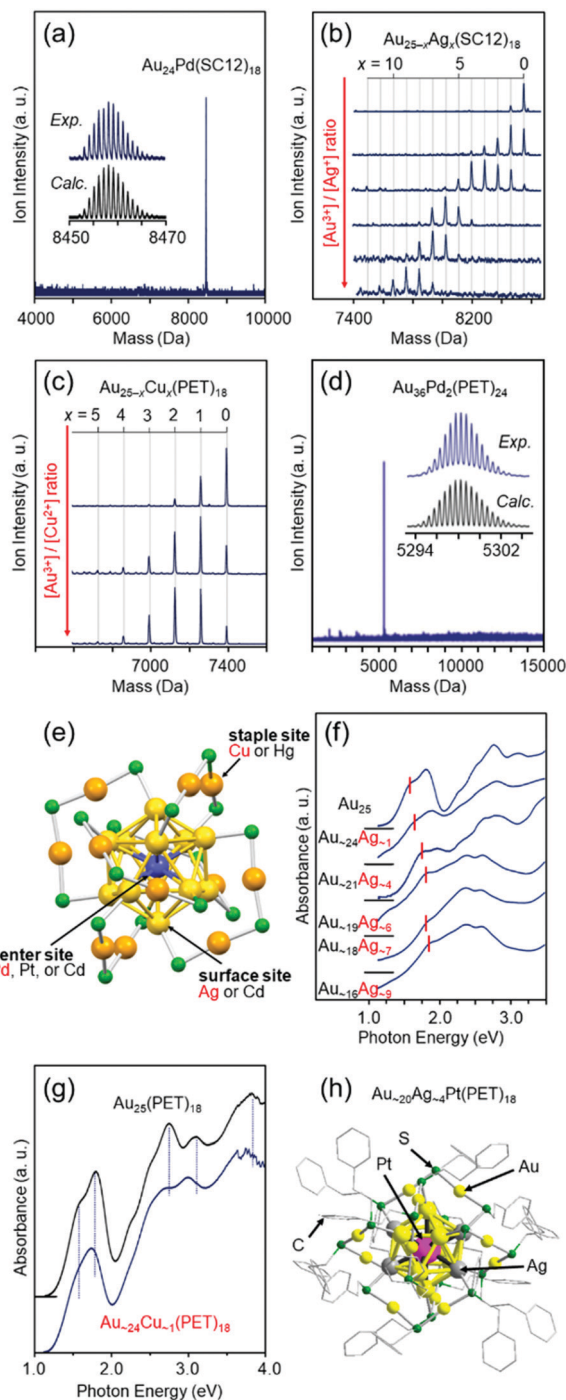 (a)
Au24Pd(SC12)18
Exp.
Calc.
8450 8470
Ion Intensity (a. u.)
4000 6000 8000 10000
Mass (Da)
(b)
Au25–xAgx(SC12)18
x = 10 5 0
Ion Intensity (a. u.)
[Au3+] / [Ag+] ratio
7400 8200
Mass (Da)
(c)
Au25–xCux(PET)18
x = 5 4 3 2 1 0
Ion Intensity (a. u.)
[Au3+] / [Cu2+] ratio
7000 7400
Mass (Da)
(d)
Au36Pd2(PET)24
Exp.
Calc.
5294 5302
Ion Intensity (a. u.)
5000 10000 15000
Mass (Da)
(e)
staple site
Cu or Hg
enter site
d, Pt, or Cd
surface site
Ag or Cd
(f)
Absorbance (a. u.)
Au25
Au~24Ag~1
Au~21Ag~4
Au~19Ag~6
Au~18Ag~7
Au~16Ag~9
1.0 2.0 3.0
Photon Energy (eV)
(g)
Au25(PET)18
Absorbance (a. u.)
Au~24Cu~1(PET)18
1.0 2.0 3.0 4.0
Photon Energy (eV)
(h)
Au~20Ag~4Pt(PET)18
S
Pt
Au
C
Ag